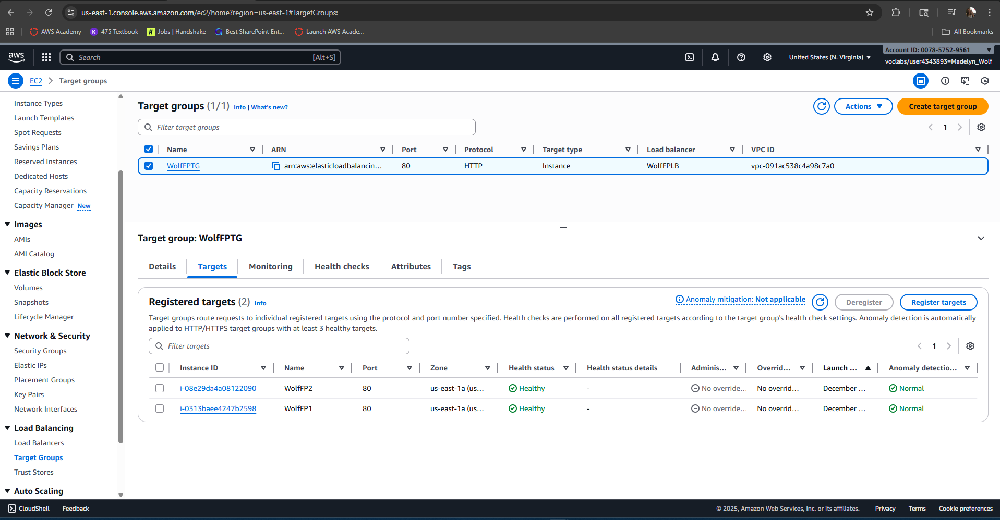 us-east-1.console.aws.amazon.com/ec2/home?region=us-east-1#TargetGroups:
AWS Academy
475 Textbook
Jobs | Handshake
Best SharePoint Ent...
Launch AWS Acade...
All Bookmarks
aws
Search
[Alt+S]
United States (N. Virginia)
Account ID: 0078-5752-9561
voclabs/user4343893=Madelyn_Wolf
EC2
Target groups
Instance Types
Launch Templates
Spot Requests
Savings Plans
Reserved Instances
Dedicated Hosts
Capacity Reservations
Capacity Manager New
Images
AMIs
AMI Catalog
Elastic Block Store
Volumes
Snapshots
Lifecycle Manager
Network & Security
Security Groups
Elastic IPs
Placement Groups
Key Pairs
Network Interfaces
Load Balancing
Load Balancers
Target Groups
Trust Stores
Auto Scaling
Target groups (1/1) Info | What's new?
Actions
Create target group
Filter target groups
1
Name ARN Port Protocol Target type Load balancer VPC ID
WolfFPTG arn:aws:elasticloadbalancin... 80 HTTP Instance WolfFPLB vpc-091ac538c4a98c7a0
Target group: WolfFPTG
Details Targets Monitoring Health checks Attributes Tags
Registered targets (2) Info
Anomaly mitigation: Not applicable
Deregister
Register targets
Target groups route requests to individual registered targets using the protocol and port number specified. Health checks are performed on all registered targets according to the target group's health check settings. Anomaly detection is automatically
applied to HTTP/HTTPS target groups with at least 3 healthy targets.
Filter targets
1
Instance ID Name Port Zone Health status Health status details Adminis... Overrid... Launch ... Anomaly detectio...
i-08e29da4a08122090 WolfFP2 80 us-east-1a (us... Healthy - No override... No overrid... December ... Normal
i-0313baee4247b2598 WolfFP1 80 us-east-1a (us... Healthy - No override... No overrid... December ... Normal
CloudShell Feedback
© 2025, Amazon Web Services, Inc. or its affiliates. Privacy Terms Cookie preferences